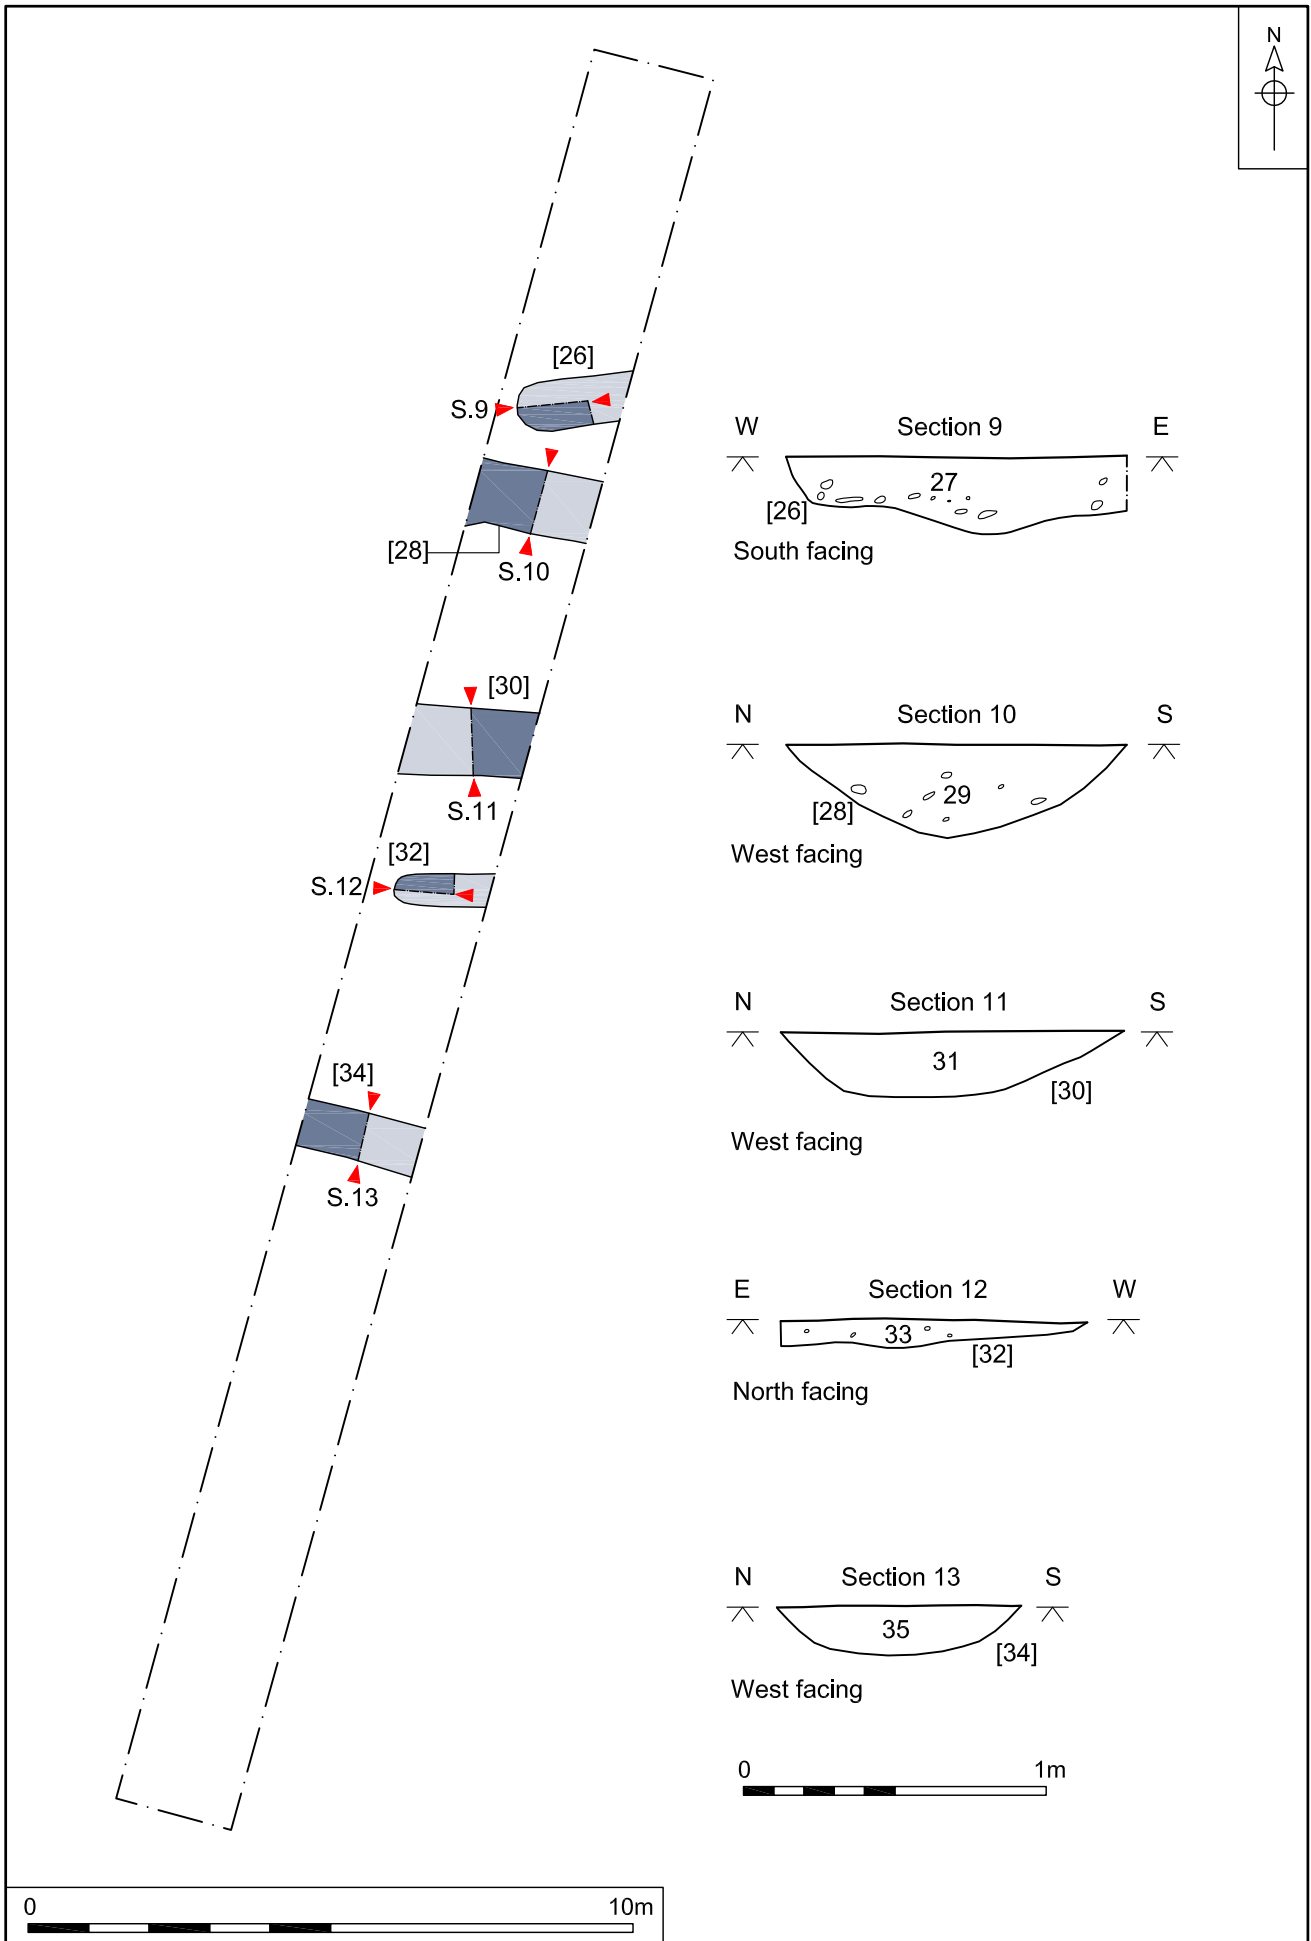 N
[26]
S.9
[28]
S.10
[30]
S.11
[32]
S.12
[34]
S.13
W Section 9 E
27
[26]
South facing
N Section 10 S
29
[28]
West facing
N Section 11 S
31
[30]
West facing
E Section 12 W
33
[32]
North facing
N Section 13 S
35
[34]
West facing
0 1m
0 10m